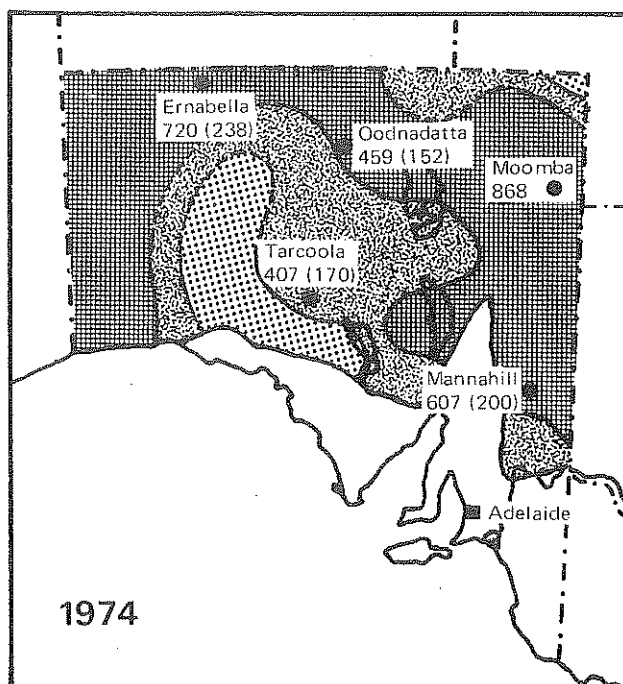 Ernabella
720 (238)
Oodnadatta
459 (152)
Moomba
868
Tarcoola
407 (170)
Mannahill
607 (200)
Adelaide
1974